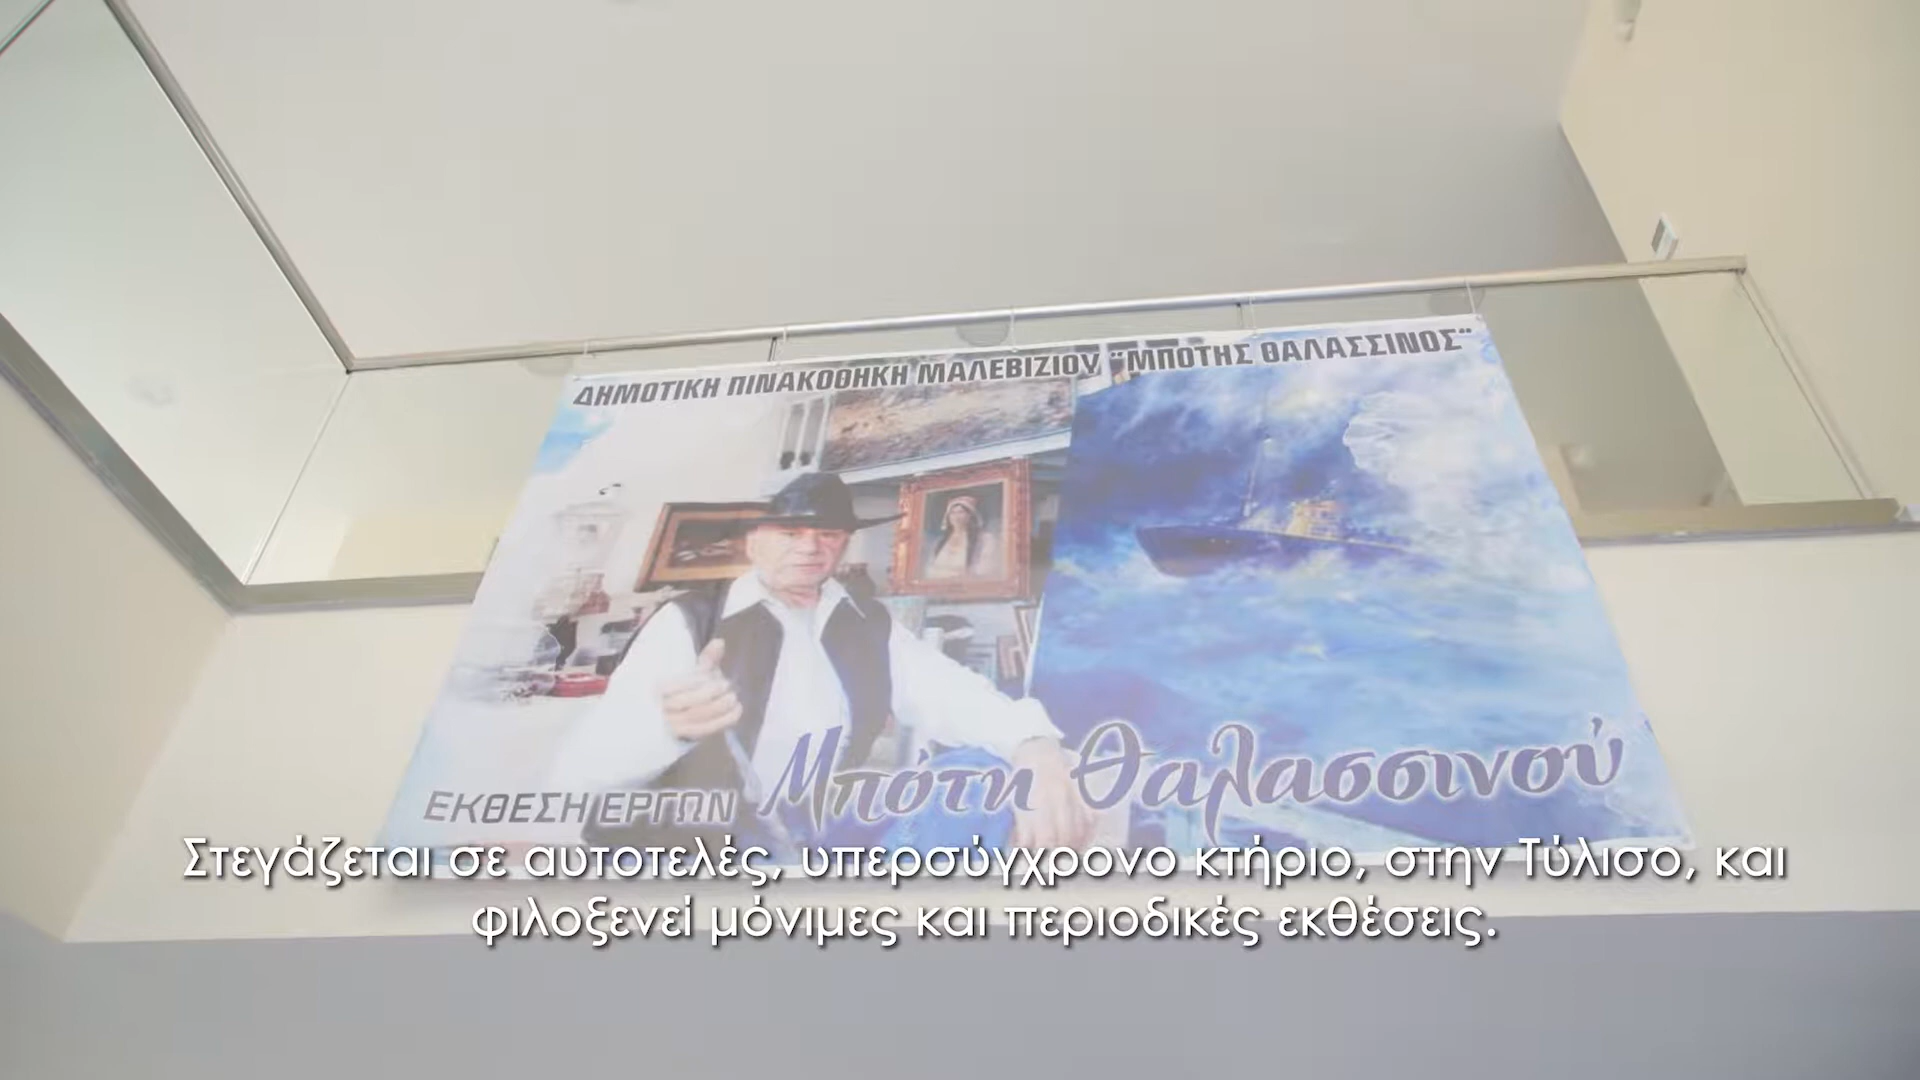 ΔΗΜΟΤΙΚΗ ΠΙΝΑΚΟΘΗΚΗ ΜΑΛΕΒΙΖΙΟΥ ¨ΜΠΟΤΗΣ ΘΑΛΑΣΣΙΝΟΣ¨
ΕΚΘΕΣΗ ΕΡΓΩΝ Μπότη Θαλασσινού
Στεγάζεται σε αυτοτελές, υπερσύγχρονο κτήριο, στην Τύλισο, και
φιλοξενεί μόνιμες και περιοδικές εκθέσεις.